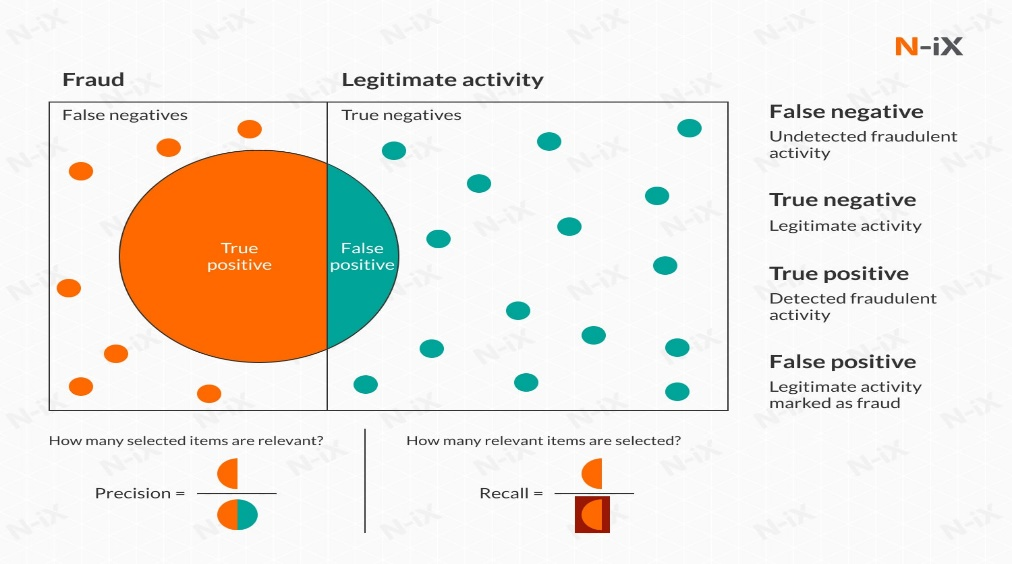 N-iX
Fraud
Legitimate activity
False negatives
True negatives
True
positive
False
positive
False negative
Undetected fraudulent
activity
True negative
Legitimate activity
True positive
Detected fraudulent
activity
False positive
Legitimate activity
marked as fraud
How many selected items are relevant?
Precision =
How many relevant items are selected?
Recall =